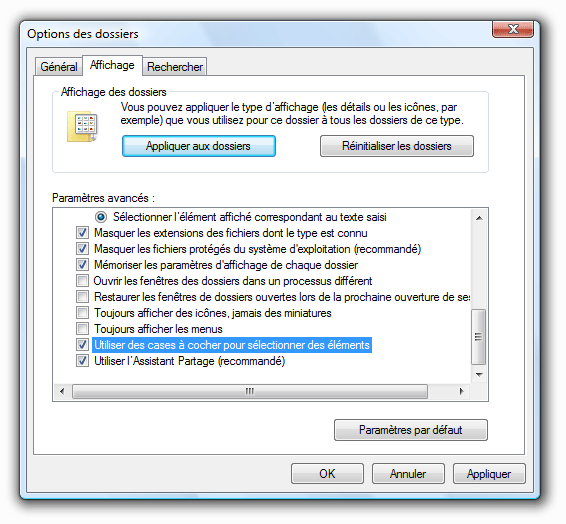 Options des dossiers
Général
Affichage
Rechercher
Affichage des dossiers
Vous pouvez appliquer le type d'affichage (les détails ou les icônes, par
exemple) que vous utilisez pour ce dossier à tous les dossiers de ce type.
Appliquer aux dossiers
Réinitialiser les dossiers
Paramètres avancés :
Sélectionner l'élément affiché correspondant au texte saisi
Masquer les extensions des fichiers dont le type est connu
Masquer les fichiers protégés du système d'exploitation (recommandé)
Mémoriser les paramètres d'affichage de chaque dossier
Ouvrir les fenêtres des dossiers dans un processus différent
Restaurer les fenêtres de dossiers ouvertes lors de la prochaine ouverture de ses
Toujours afficher des icônes, jamais des miniatures
Toujours afficher les menus
Utiliser des cases à cocher pour sélectionner des éléments
Utiliser l'Assistant Partage (recommandé)
Paramètres par défaut
OK
Annuler
Appliquer